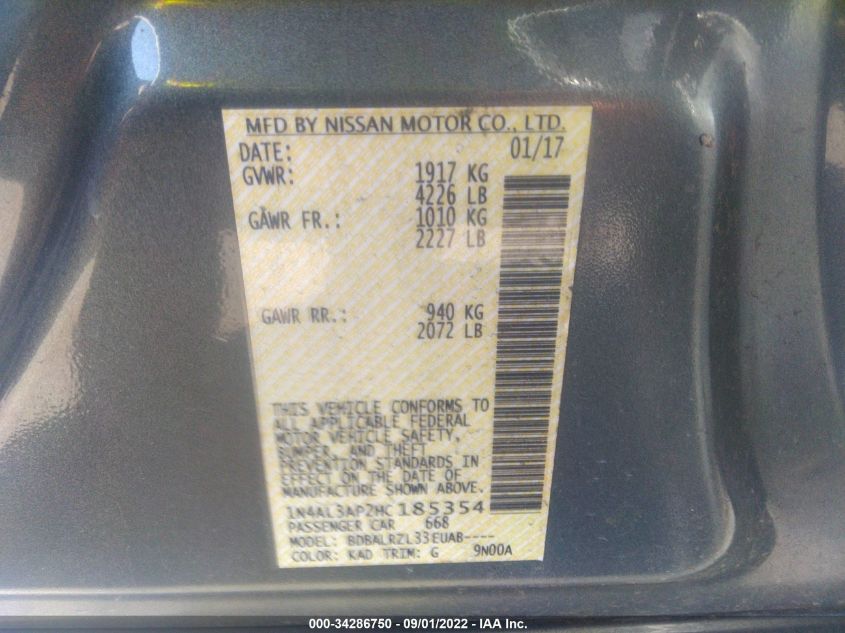 MFD BY NISSAN MOTOR CO., LTD.
DATE: 01/17
GVWR: 1917 KG
4226 LB
GAWR FR.: 1010 KG
2227 LB
GAWR RR.: 940 KG
2072 LB
THIS VEHICLE CONFORMS TO
ALL APPLICABLE FEDERAL
MOTOR VEHICLE SAFETY,
BUMPER, AND THEFT
PREVENTION STANDARDS IN
EFFECT ON THE DATE OF
MANUFACTURE SHOWN ABOVE.
1N4AL3AP2HC185354
PASSENGER CAR 668
MODEL: BDBALRZL33EUAB----
COLOR: KAD TRIM: G 9N00A
000-34286750 - 09/01/2022 - IAA Inc.